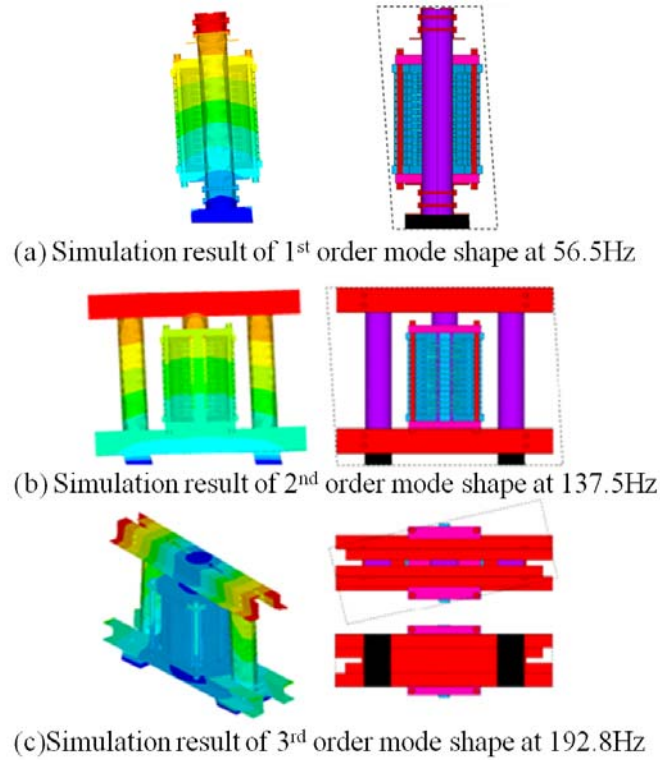 (a) Simulation result of 1st order mode shape at 56.5Hz
(b) Simulation result of 2nd order mode shape at 137.5Hz
(c)Simulation result of 3rd order mode shape at 192.8Hz